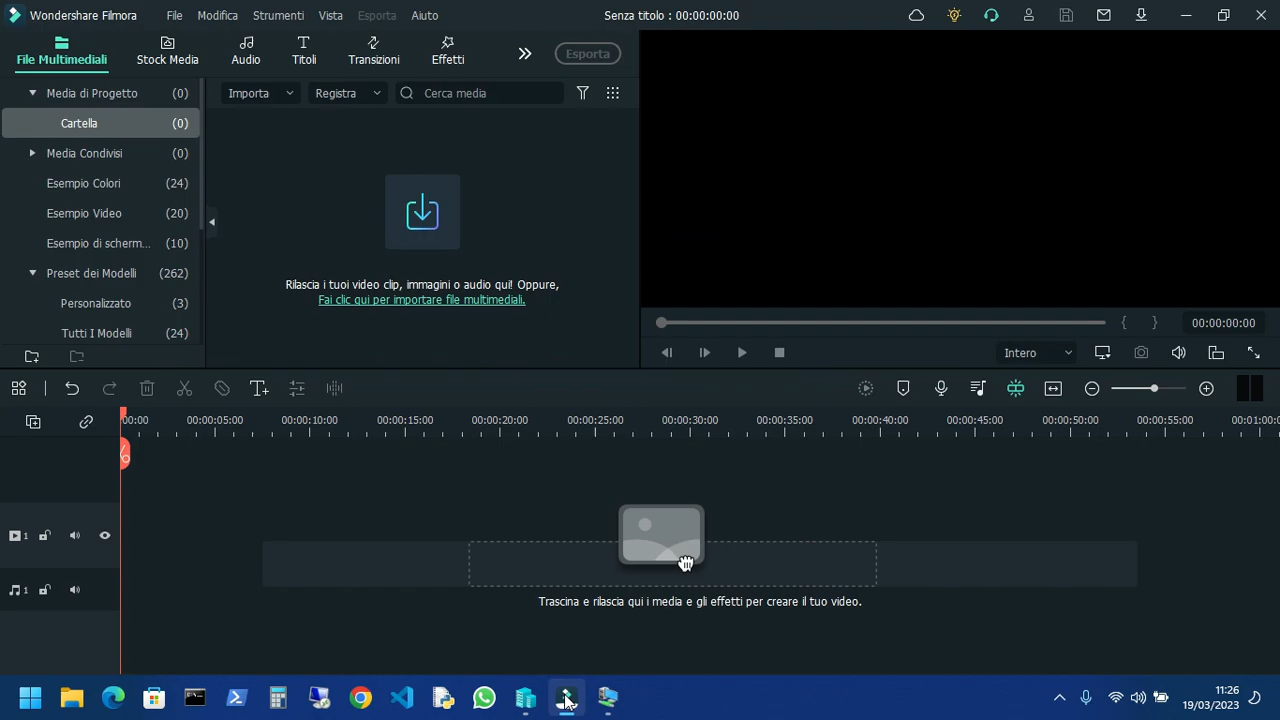 Wondershare Filmora
File Modifica Strumenti Vista Esporta Aiuto
Senza titolo : 00:00:00:00
File Multimediali Stock Media Audio Titoli Transizioni Effetti Esporta
Media di Progetto (0)
Cartella (0)
Media Condivisi (0)
Esempio Colori (24)
Esempio Video (20)
Esempio di scherm... (10)
Preset dei Modelli (262)
Personalizzato (3)
Tutti I Modelli (24)
Importa Registra Cerca media
Rilascia i tuoi video clip, immagini o audio qui! Oppure,
Fai clic qui per importare file multimediali.
{ } 00:00:00:00
Intero
00:00 00:00:05:00 00:00:10:00 00:00:15:00 00:00:20:00 00:00:25:00 00:00:30:00 00:00:35:00 00:00:40:00 00:00:45:00 00:00:50:00 00:00:55:00 00:01:00:0
1
1
Trascina e rilascia qui i media e gli effetti per creare il tuo video.
11:26
19/03/2023